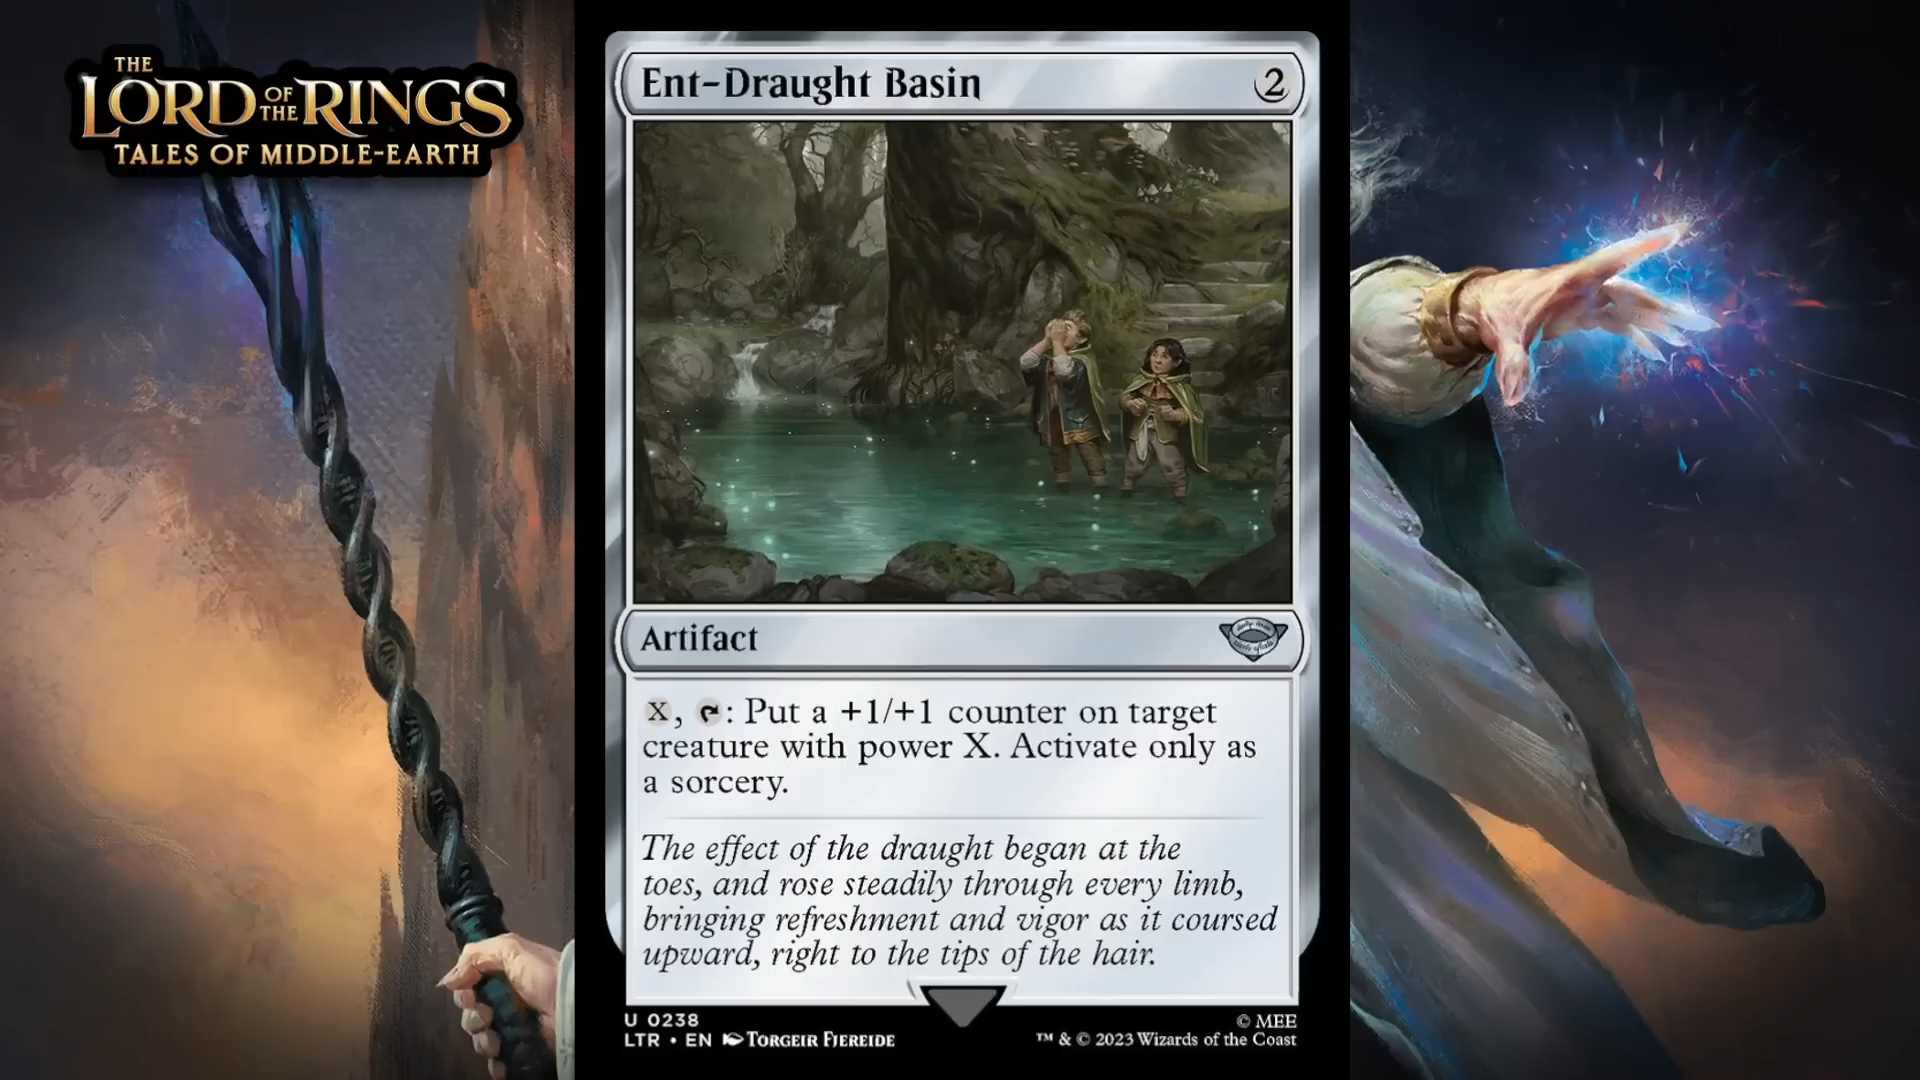 THE
LORD OF THE RINGS
TALES OF MIDDLE-EARTH
Ent-Draught Basin 2
Artifact
X, : Put a +1/+1 counter on target
creature with power X. Activate only as
a sorcery.
The effect of the draught began at the
toes, and rose steadily through every limb,
bringing refreshment and vigor as it coursed
upward, right to the tips of the hair.
U 0238
© MEE
LTR • EN Torgeir Fjereide
™ & © 2023 Wizards of the Coast